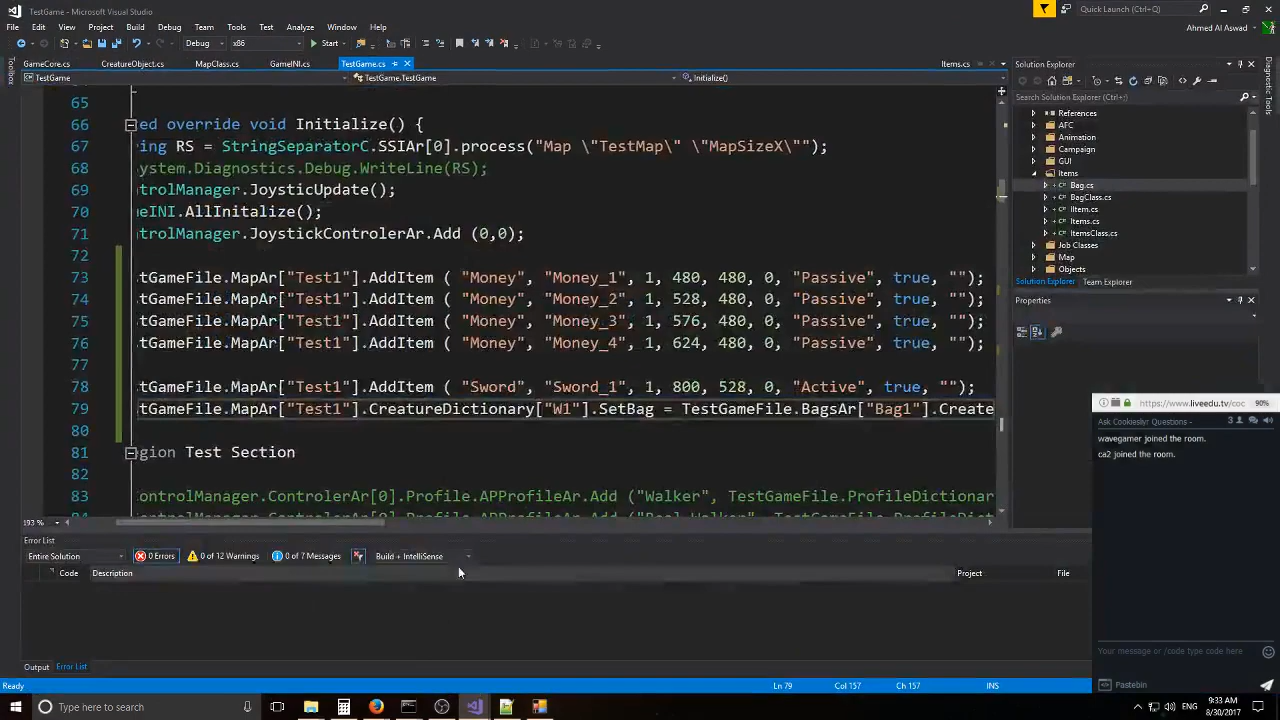 TestGame - Microsoft Visual Studio
Quick Launch (Ctrl+Q)
File Edit View Project Build Debug Team Tools Test Analyze Window Help
Ahmed Al Aswad
Debug x86 Start
GameCore.cs CreatureObject.cs MapClass.cs GameINI.cs TestGame.cs Items.cs
TestGame TestGame.TestGame Initialize()
Toolbox
65
66 ed override void Initialize() {
67 ing RS = StringSeparatorC.SSIAr[0].process("Map \"TestMap\" \"MapSizeX\"");
68 ystem.Diagnostics.Debug.WriteLine(RS);
69 ntrolManager.JoysticUpdate();
70 meINI.AllInitalize();
71 ntrolManager.JoystickControlerAr.Add (0,0);
72
73 tGameFile.MapAr["Test1"].AddItem ( "Money", "Money_1", 1, 480, 480, 0, "Passive", true, "");
74 tGameFile.MapAr["Test1"].AddItem ( "Money", "Money_2", 1, 528, 480, 0, "Passive", true, "");
75 tGameFile.MapAr["Test1"].AddItem ( "Money", "Money_3", 1, 576, 480, 0, "Passive", true, "");
76 tGameFile.MapAr["Test1"].AddItem ( "Money", "Money_4", 1, 624, 480, 0, "Passive", true, "");
77
78 tGameFile.MapAr["Test1"].AddItem ( "Sword", "Sword_1", 1, 800, 528, 0, "Active", true, "");
79 tGameFile.MapAr["Test1"].CreatureDictionary["W1"].SetBag = TestGameFile.BagsAr["Bag1"].Create
80
81 gion Test Section
82
83 ontrolManager.ControlerAr[0].Profile.APProfileAr.Add ("Walker", TestGameFile.ProfileDictionar
193 %
Solution Explorer
Search Solution Explorer (Ctrl+;)
References
AFC
Animation
Campaign
GUI
Items
Bag.cs
BagClass.cs
IItem.cs
Items.cs
ItemsClass.cs
Job Classes
Map
Objects
Solution Explorer Team Explorer
Properties
Diagnostic Tools
https://www.liveedu.tv/coc 90%
Ask Cookiesliyr Questions - 3
wavegamer joined the room.
ca2 joined the room.
Your message or /code type code here
Pastebin
Error List
Entire Solution 0 Errors 0 of 12 Warnings 0 of 7 Messages Build + IntelliSense
Code Description Project File
Output Error List
Ready Ln 79 Col 157 Ch 157 INS
Type here to search
ENG 9:33 AM
8/30/2017